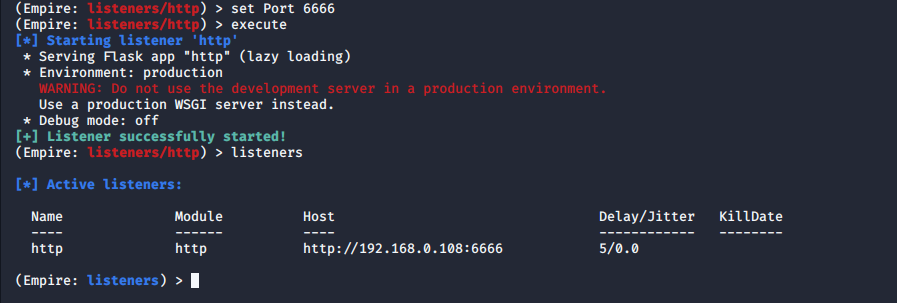 (Empire: listeners/http) > set Port 6666
(Empire: listeners/http) > execute
[*] Starting listener 'http'
* Serving Flask app "http" (lazy loading)
* Environment: production
WARNING: Do not use the development server in a production environment.
Use a production WSGI server instead.
* Debug mode: off
[+] Listener successfully started!
(Empire: listeners/http) > listeners
[*] Active listeners:
Name Module Host Delay/Jitter KillDate
---- ------ ---- ------------ --------
http http http://192.168.0.108:6666 5/0.0
(Empire: listeners) >